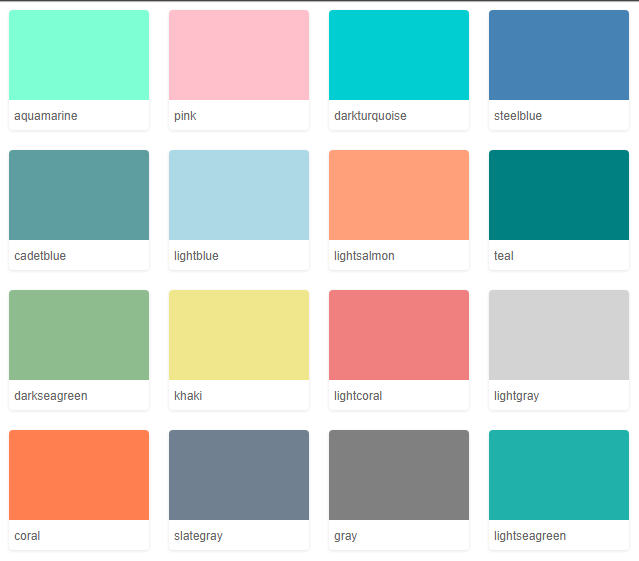 aquamarine
pink
darkturquoise
steelblue
cadetblue
lightblue
lightsalmon
teal
darkseagreen
khaki
lightcoral
lightgray
coral
slategray
gray
lightseagreen